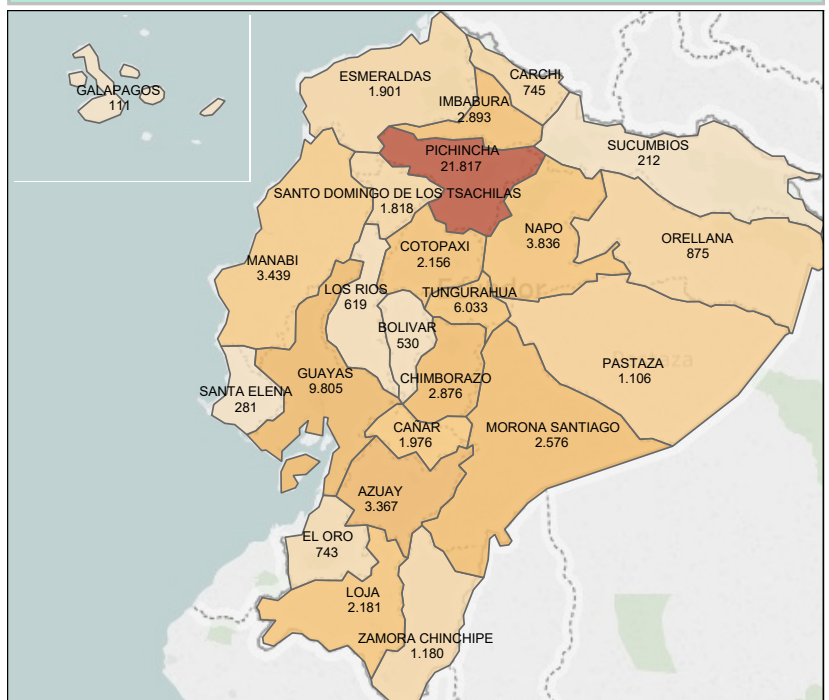 GALAPAGOS
111
ESMERALDAS
1.901
CARCHI
745
IMBABURA
2.893
PICHINCHA
21.817
SUCUMBIOS
212
SANTO DOMINGO DE LOS TSACHILAS
1.818
NAPO
3.836
ORELLANA
875
COTOPAXI
2.156
MANABI
3.439
LOS RIOS
619
TUNGURAHUA
6.033
BOLIVAR
530
PASTAZA
1.106
GUAYAS
9.805
CHIMBORAZO
2.876
SANTA ELENA
281
CAÑAR
1.976
MORONA SANTIAGO
2.576
AZUAY
3.367
EL ORO
743
LOJA
2.181
ZAMORA CHINCHIPE
1.180